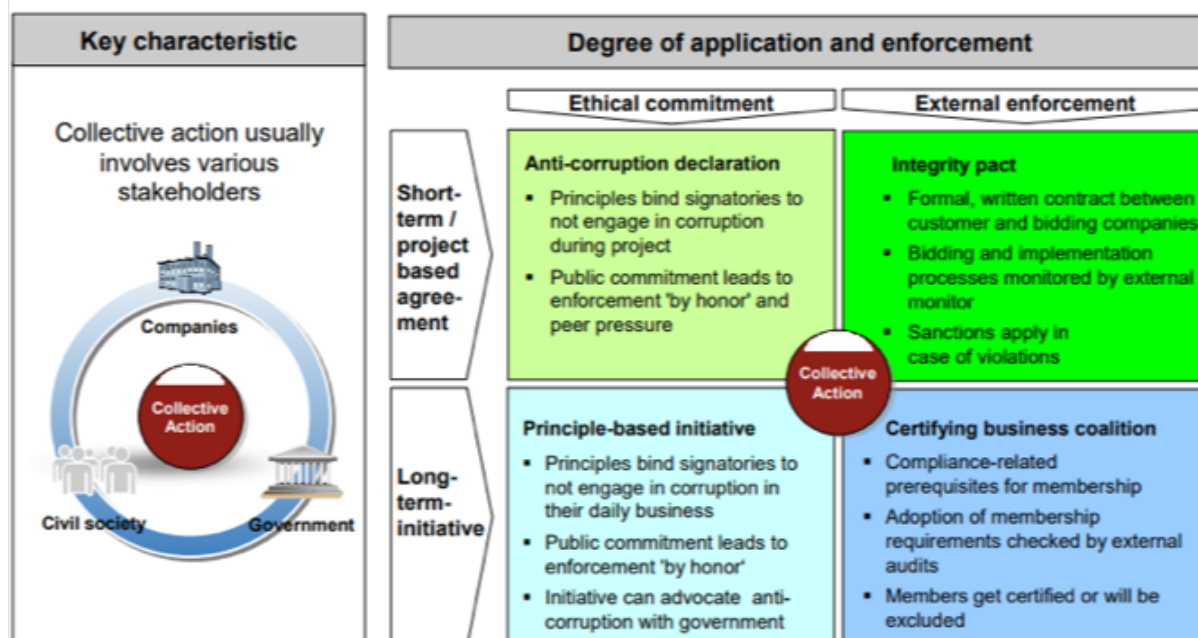 Key characteristic
Collective action usually
involves various
stakeholders
Companies
Collective
Action
Civil society
Government
Degree of application and enforcement
Ethical commitment
External enforcement
Short-
term /
project
based
agree-
ment
Anti-corruption declaration
▪ Principles bind signatories to
not engage in corruption
during project
▪ Public commitment leads to
enforcement 'by honor' and
peer pressure
Integrity pact
▪ Formal, written contract between
customer and bidding companies
▪ Bidding and implementation
processes monitored by external
monitor
▪ Sanctions apply in
case of violations
Collective
Action
Long-
term-
initiative
Principle-based initiative
▪ Principles bind signatories to
not engage in corruption in
their daily business
▪ Public commitment leads to
enforcement 'by honor'
▪ Initiative can advocate anti-
corruption with government
Certifying business coalition
▪ Compliance-related
prerequisites for membership
▪ Adoption of membership
requirements checked by external
audits
▪ Members get certified or will be
excluded